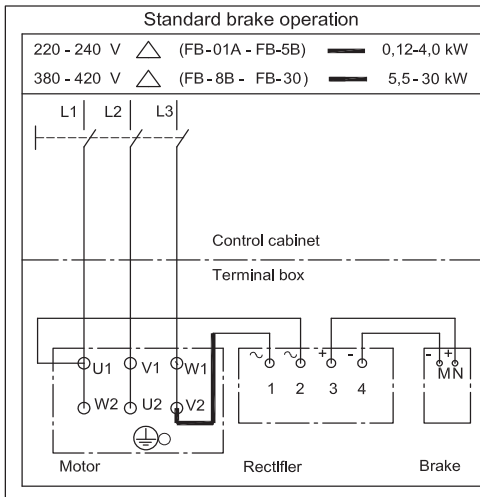 Standard brake operation
220 - 240 V △ (FB-01A - FB-5B) 0,12-4,0 kW
380 - 420 V △ (FB-8B - FB-30) 5,5-30 kW
L1 L2 L3
Control cabinet
Terminal box
~ ~ + - - +
U1 V1 W1 MN
1 2 3 4
W2 U2 V2
Motor Rectifier Brake